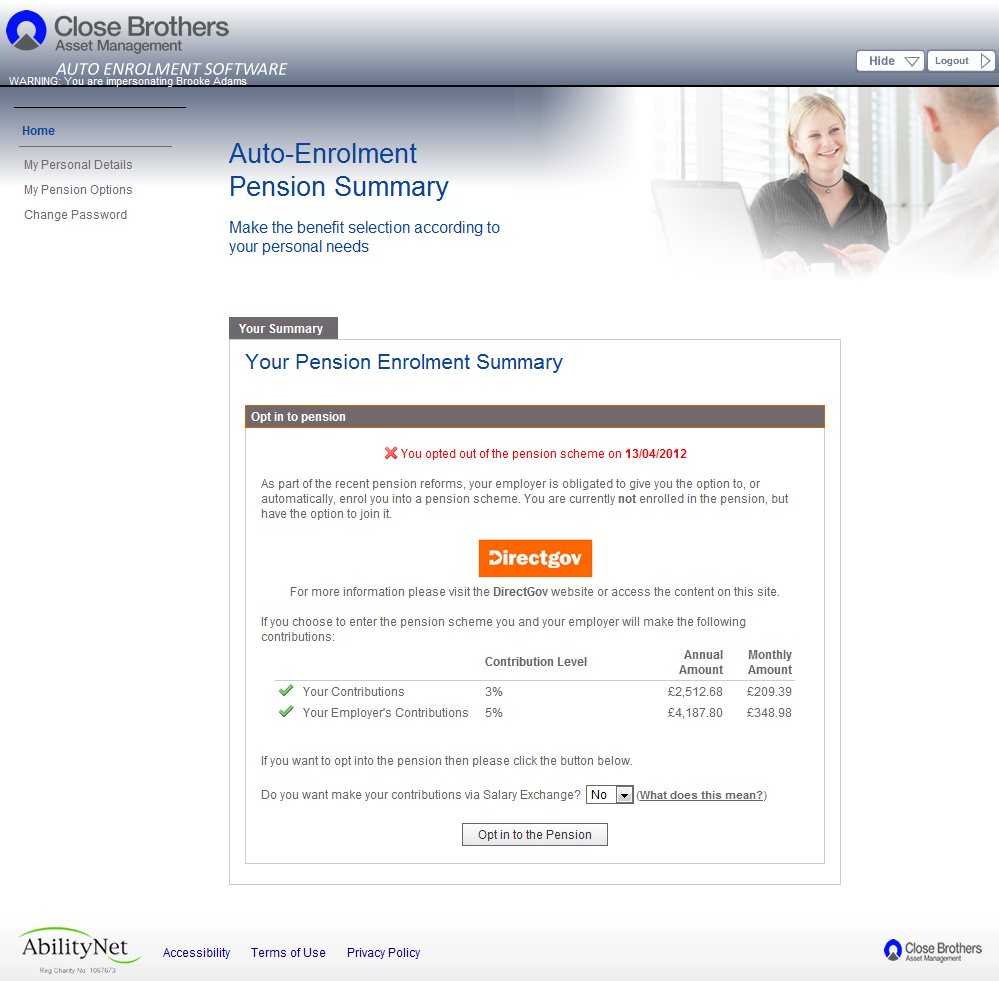 Close Brothers
Asset Management
AUTO ENROLMENT SOFTWARE
WARNING: You are impersonating Brooke Adams
Hide
Logout
Home
My Personal Details
My Pension Options
Change Password
Auto-Enrolment
Pension Summary
Make the benefit selection according to
your personal needs
Your Summary
Your Pension Enrolment Summary
Opt in to pension
You opted out of the pension scheme on 13/04/2012
As part of the recent pension reforms, your employer is obligated to give you the option to, or
automatically, enrol you into a pension scheme. You are currently not enrolled in the pension, but
have the option to join it.
Directgov
For more information please visit the DirectGov website or access the content on this site.
If you choose to enter the pension scheme you and your employer will make the following
contributions:
Contribution Level Annual Amount Monthly Amount
Your Contributions 3% £2,512.68 £209.39
Your Employer's Contributions 5% £4,187.80 £348.98
If you want to opt into the pension then please click the button below.
Do you want make your contributions via Salary Exchange? No (What does this mean?)
Opt in to the Pension
AbilityNet
Reg Charity No. 1067673
Accessibility Terms of Use Privacy Policy
Close Brothers
Asset Management